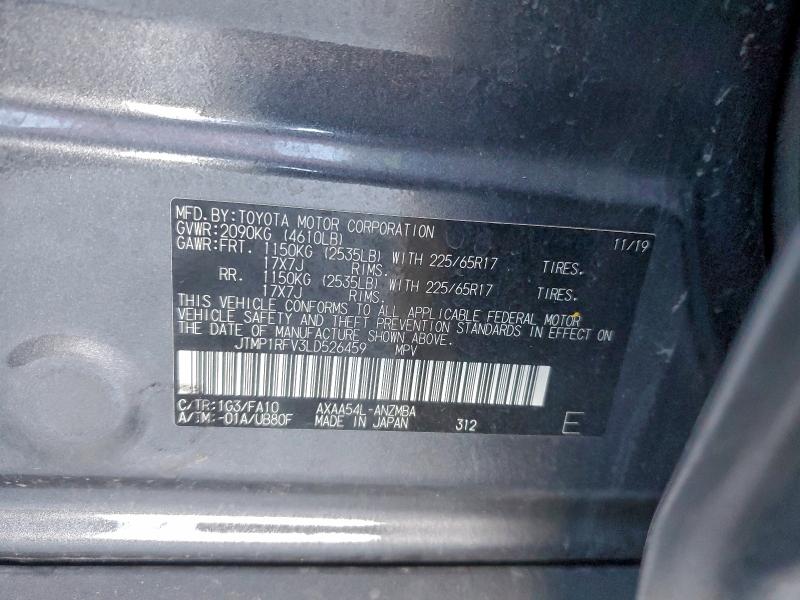 MFD. BY: TOYOTA MOTOR CORPORATION 11/19
GVWR: 2090KG (4610LB)
GAWR: FRT. 1150KG (2535LB) WITH 225/65R17 TIRES.
17X7J RIMS.
RR. 1150KG (2535LB) WITH 225/65R17 TIRES.
17X7J RIMS.
THIS VEHICLE CONFORMS TO ALL APPLICABLE FEDERAL MOTOR
VEHICLE SAFETY AND THEFT PREVENTION STANDARDS IN EFFECT ON
THE DATE OF MANUFACTURE SHOWN ABOVE.
JTMP1RFV3LD526459 MPV
C/TR: 1G3/FA10 AXAA54L-ANZMBA
A/TM: -01A/UB80F MADE IN JAPAN 312 E